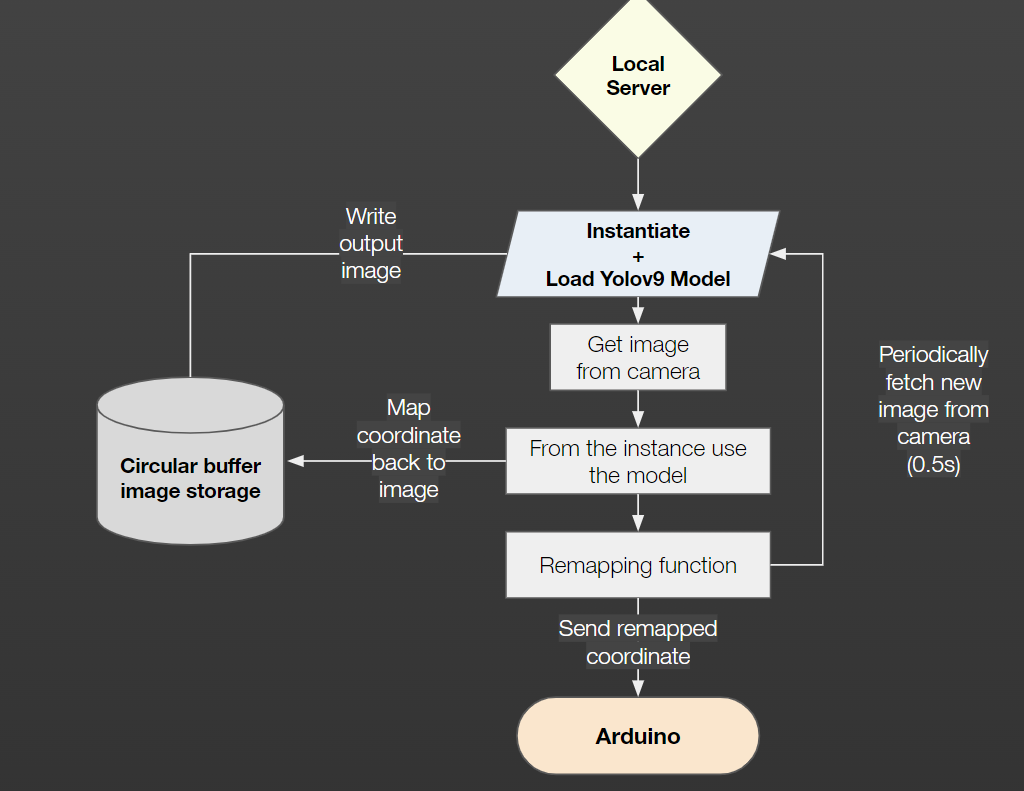 Local
Server
Write
output
image
Instantiate
+
Load Yolov9 Model
Get image
from camera
Periodically
fetch new
image from
camera
(0.5s)
Map
coordinate
back to
image
From the instance use
the model
Circular buffer
image storage
Remapping function
Send remapped
coordinate
Arduino